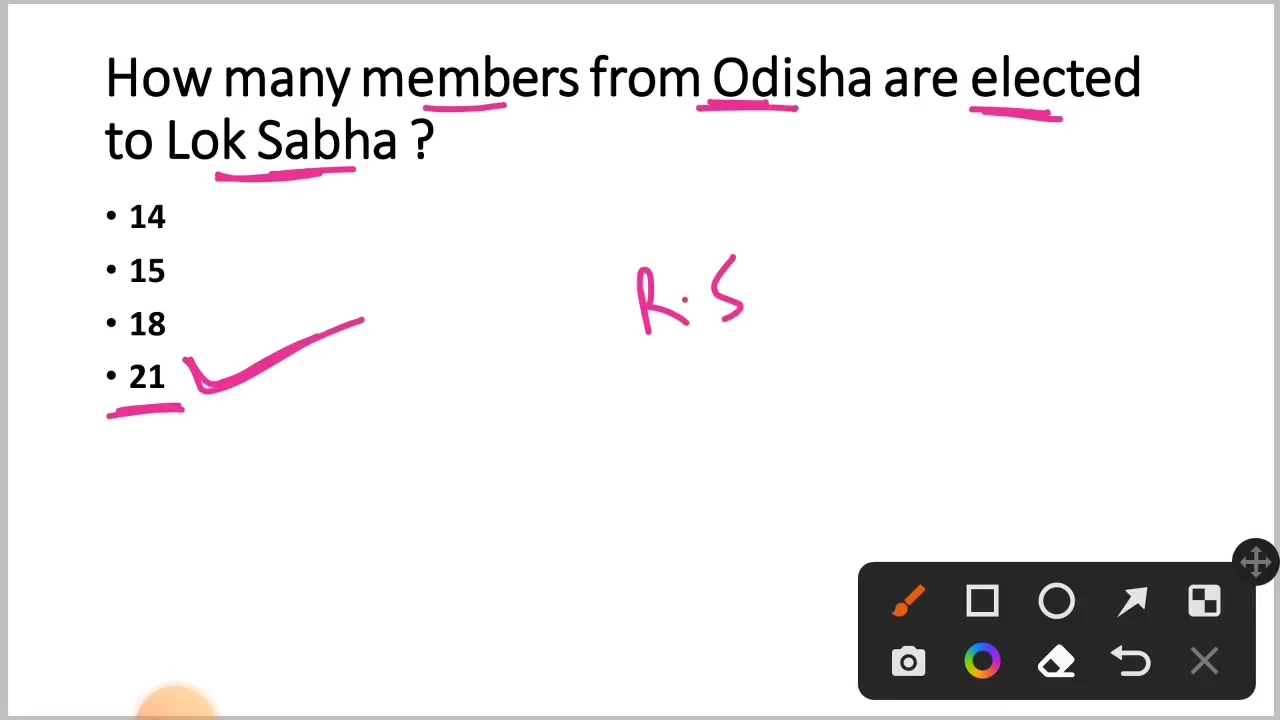 How many members from Odisha are elected
to Lok Sabha ?
• 14
• 15
• 18
• 21
R.S